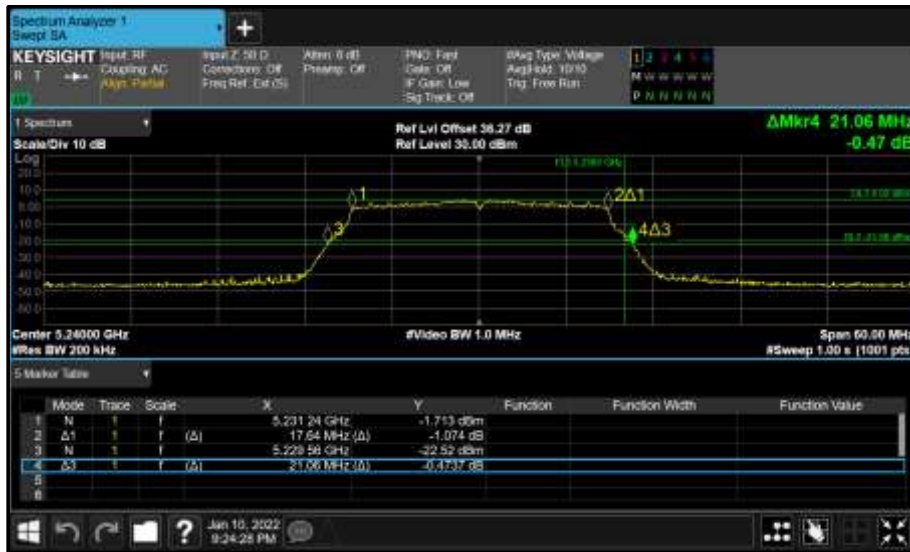 Spectrum Analyzer 1
Swept SA
+
KEYSIGHT Input: RF Input Z: 50 Ω Atten: 6 dB PNO: Fast #Avg Type: Voltage 1 2 3 4 5 6
R T Coupling: AC Corrections: Off Preamp: Off Gate: Off Avg|Hold: 10/10 M W W W W W
Align: Partial Freq Ref: Ext (S) IF Gain: Low Trig: Free Run P N N N N N
Sig Track: Off
1 Spectrum Ref Lvl Offset 36.27 dB ΔMkr4 21.06 MHz
Scale/Div 10 dB Ref Level 30.00 dBm -0.47 dB
Log
20.0
10.0
0.00
-10.0
-20.0
-30.0
-40.0
-50.0
-60.0
1
2Δ1
3
4Δ3
Center 5.24000 GHz #Video BW 1.0 MHz Span 60.00 MHz
#Res BW 200 kHz #Sweep 1.00 s (1001 pts
5 Marker Table
Mode Trace Scale X Y Function Function Width Function Value
1 N 1 f 5.231 24 GHz -1.713 dBm
2 Δ1 1 f (Δ) 17.64 MHz (Δ) -1.074 dB
3 N 1 f 5.229 56 GHz -22.52 dBm
4 Δ3 1 f (Δ) 21.06 MHz (Δ) -0.4737 dB
5
6
? Jan 10, 2022
9:24:28 PM